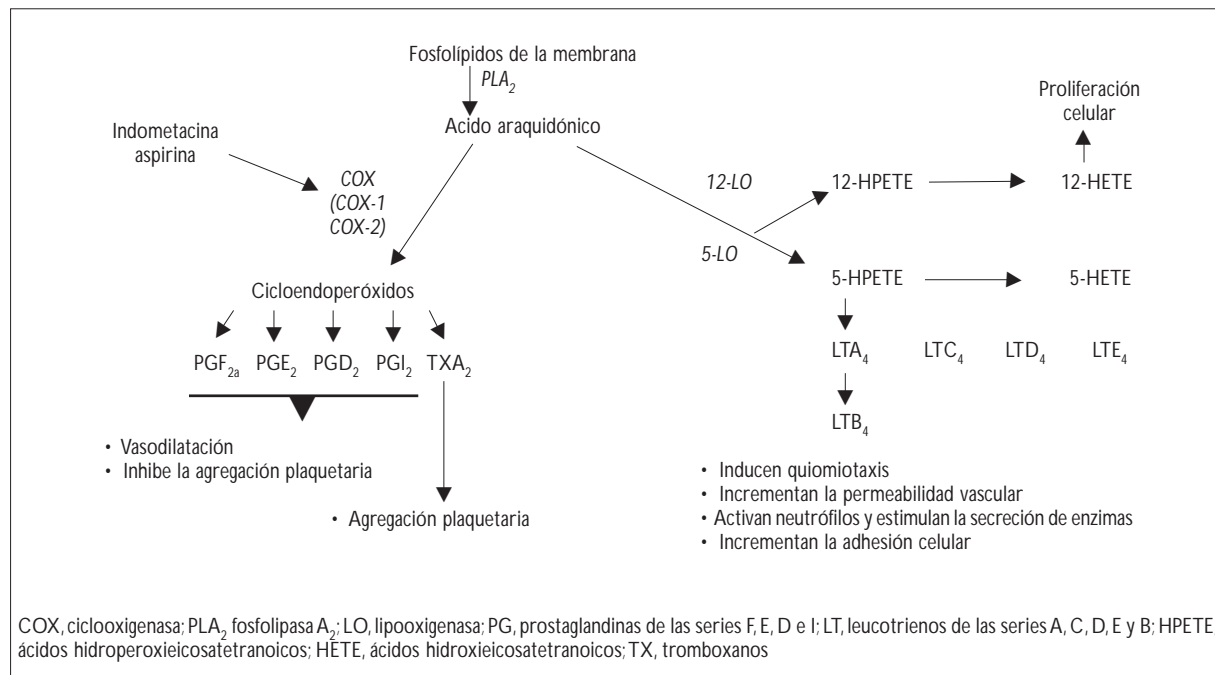 Fosfolípidos de la membrana
PLA₂
Acido araquidónico
Indometacina
aspirina
COX
(COX-1
COX-2)
Proliferación
celular
12-LO
12-HPETE
12-HETE
5-LO
5-HPETE
5-HETE
Cicloendoperóxidos
PGF₂a PGE₂ PGD₂ PGI₂ TXA₂
LTA₄ LTC₄ LTD₄ LTE₄
LTB₄
• Vasodilatación
• Inhibe la agregación plaquetaria
• Agregación plaquetaria
• Inducen quiomiotaxis
• Incrementan la permeabilidad vascular
• Activan neutrófilos y estimulan la secreción de enzimas
• Incrementan la adhesión celular
COX, ciclooxigenasa; PLA₂ fosfolipasa A₂; LO, lipooxigenasa; PG, prostaglandinas de las series F, E, D e I; LT, leucotrienos de las series A, C, D, E y B; HPETE,
ácidos hidroperoxieicosatetranoicos; HETE, ácidos hidroxieicosatetranoicos; TX, tromboxanos